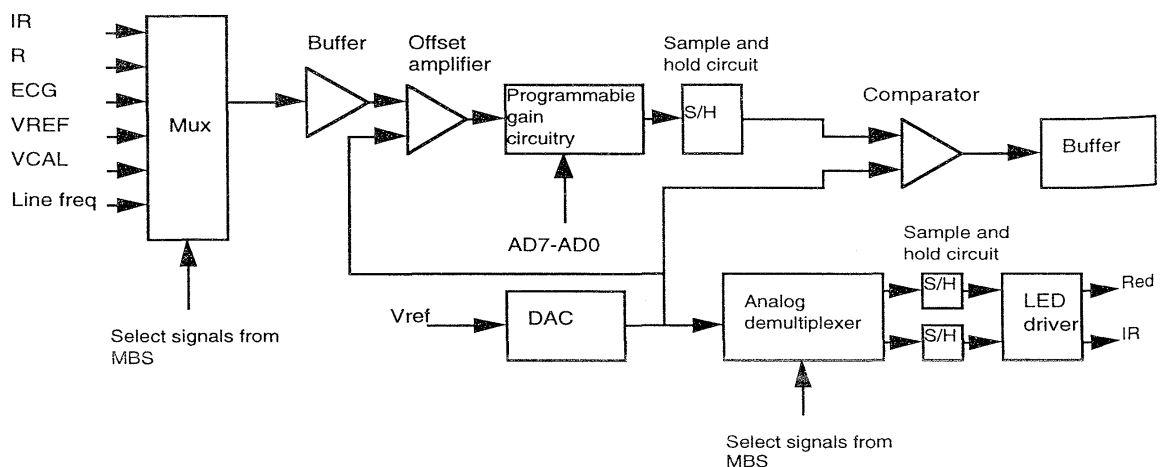 IR
R
ECG
VREF
VCAL
Line freq
Mux
Select signals from
MBS
Buffer
Offset
amplifier
Programmable
gain
circuitry
AD7-AD0
Sample and
hold circuit
S/H
Comparator
Buffer
Vref
DAC
Analog
demultiplexer
Select signals from
MBS
Sample and
hold circuit
S/H
S/H
LED
driver
Red
IR